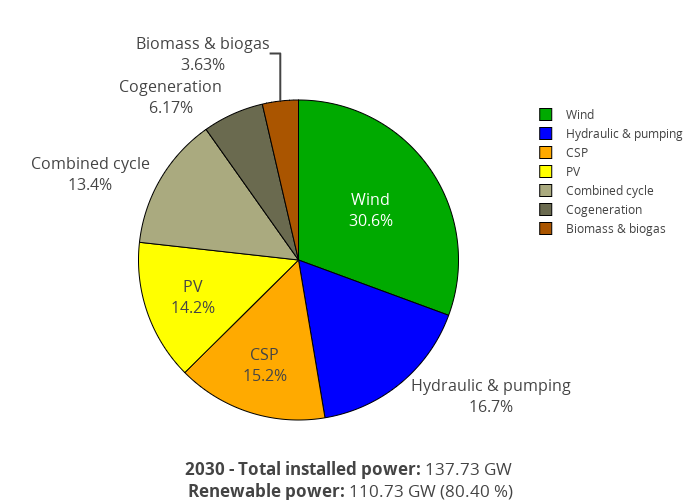 Biomass & biogas
3.63%
Cogeneration
6.17%
Combined cycle
13.4%
Wind
30.6%
PV
14.2%
CSP
15.2%
Hydraulic & pumping
16.7%
Wind
Hydraulic & pumping
CSP
PV
Combined cycle
Cogeneration
Biomass & biogas
2030 - Total installed power: 137.73 GW
Renewable power: 110.73 GW (80.40 %)